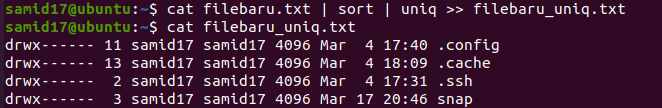 samid17@ubuntu:~$ cat filebaru.txt | sort | uniq >> filebaru_uniq.txt
samid17@ubuntu:~$ cat filebaru_uniq.txt
drwx------ 11 samid17 samid17 4096 Mar  4 17:40 .config
drwx------ 13 samid17 samid17 4096 Mar  4 18:09 .cache
drwx------  2 samid17 samid17 4096 Mar  4 17:31 .ssh
drwx------  3 samid17 samid17 4096 Mar 17 20:46 snap